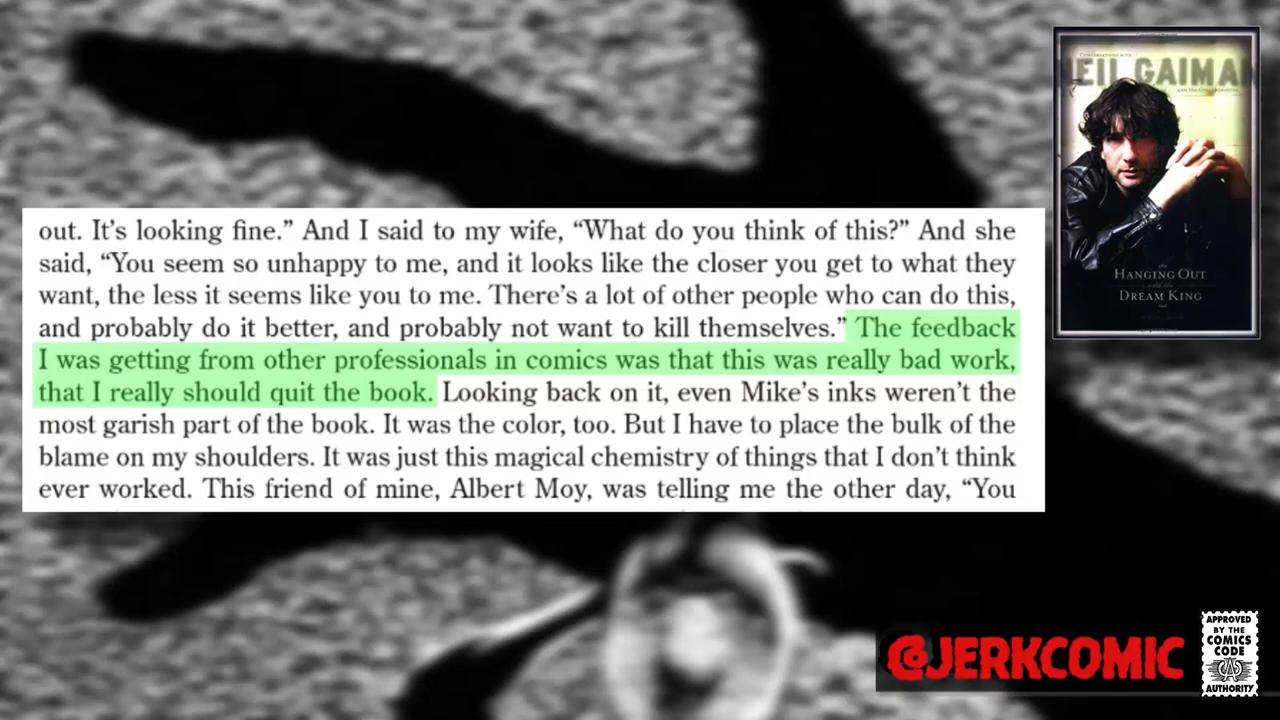 out. It's looking fine.” And I said to my wife, “What do you think of this?” And she
said, “You seem so unhappy to me, and it looks like the closer you get to what they
want, the less it seems like you to me. There's a lot of other people who can do this,
and probably do it better, and probably not want to kill themselves.” The feedback
I was getting from other professionals in comics was that this was really bad work,
that I really should quit the book. Looking back on it, even Mike's inks weren't the
most garish part of the book. It was the color, too. But I have to place the bulk of the
blame on my shoulders. It was just this magical chemistry of things that I don't think
ever worked. This friend of mine, Albert Moy, was telling me the other day, “You
NEIL GAIMAN
HANGING OUT
with the
DREAM KING
@JERKCOMIC
APPROVED
BY THE
COMICS
CODE
AUTHORITY